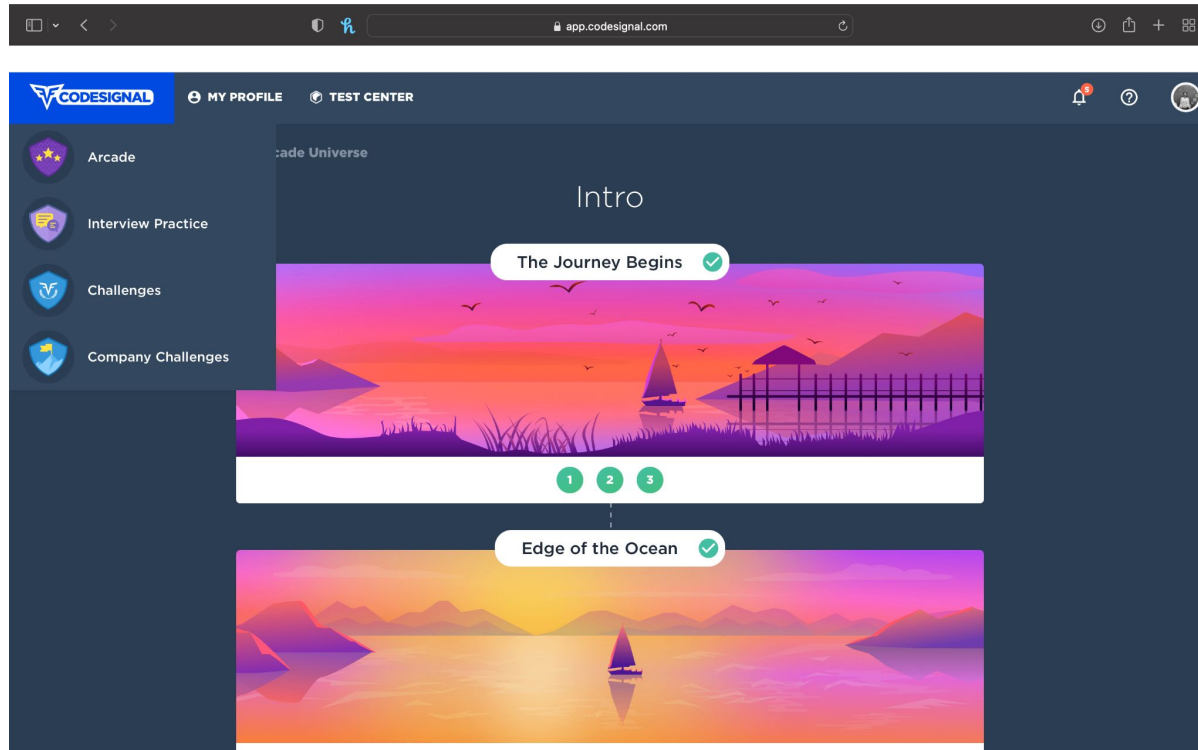 app.codesignal.com
CODESIGNAL MY PROFILE TEST CENTER 5
Arcade
cade Universe
Intro
Interview Practice
The Journey Begins
Challenges
Company Challenges
1 2 3
Edge of the Ocean